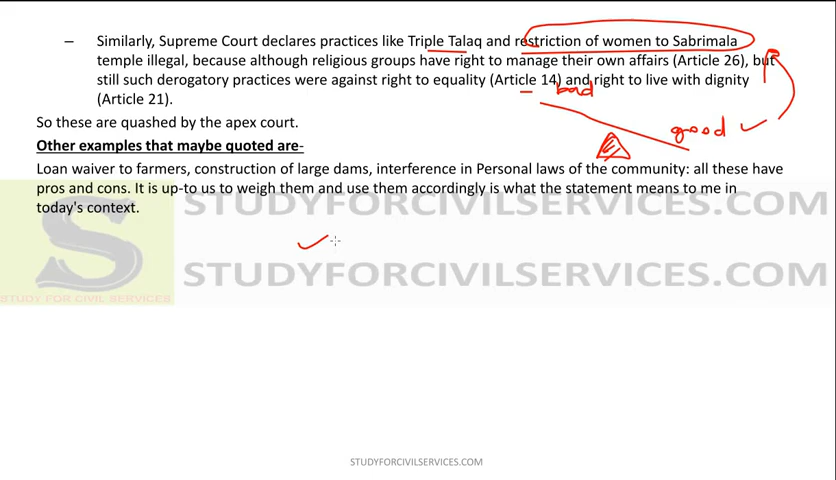 – Similarly, Supreme Court declares practices like Triple Talaq and restriction of women to Sabrimala
temple illegal, because although religious groups have right to manage their own affairs (Article 26), but
still such derogatory practices were against right to equality (Article 14) and right to live with dignity
(Article 21).
bad
good
So these are quashed by the apex court.
Other examples that maybe quoted are-
Loan waiver to farmers, construction of large dams, interference in Personal laws of the community: all these have
pros and cons. It is up-to us to weigh them and use them accordingly is what the statement means to me in
today's context.
STUDYFORCIVILSERVICES.COM
STUDYFORCIVILSERVICES.COM
S
STUDY FOR CIVIL SERVICES
STUDYFORCIVILSERVICES.COM